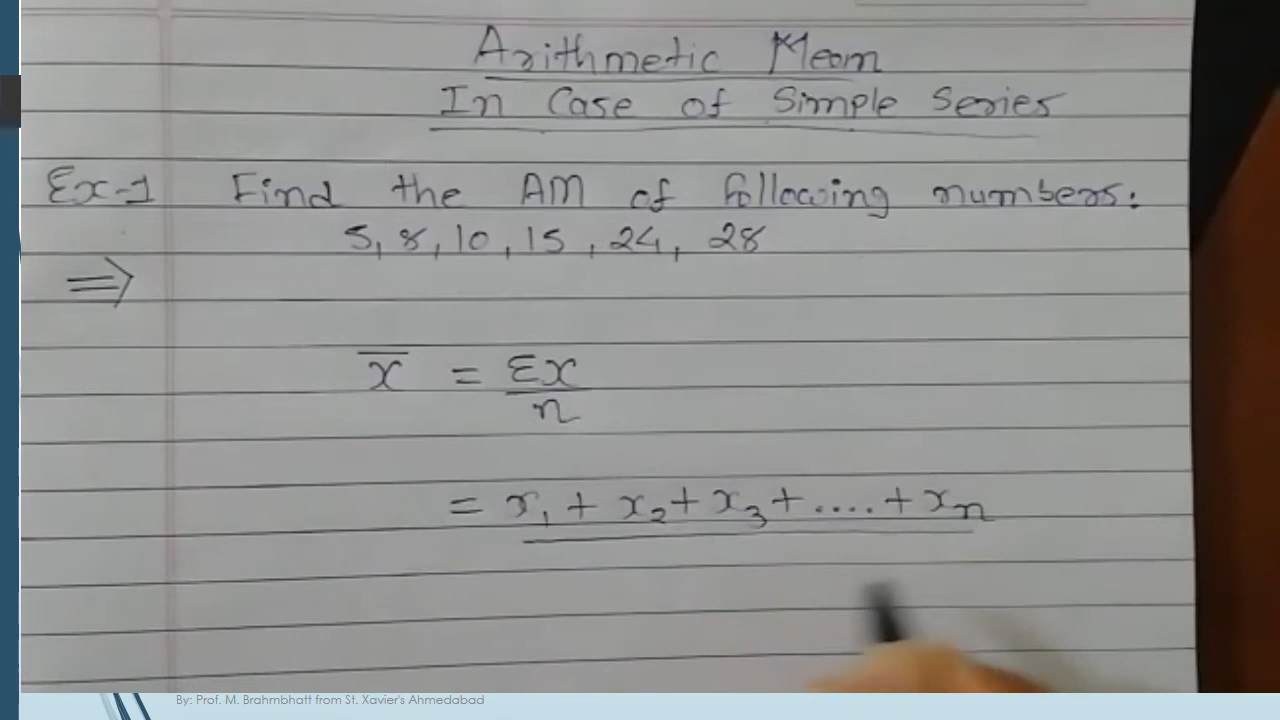 Arithmetic Mean
In Case of Simple Series
Ex-1 Find the AM of following numbers:
5, 8, 10, 15, 24, 28
⇒
x̅ = Σx
n
= x₁ + x₂ + x₃ + .... + xₙ
By: Prof. M. Brahmbhatt from St. Xavier's Ahmedabad